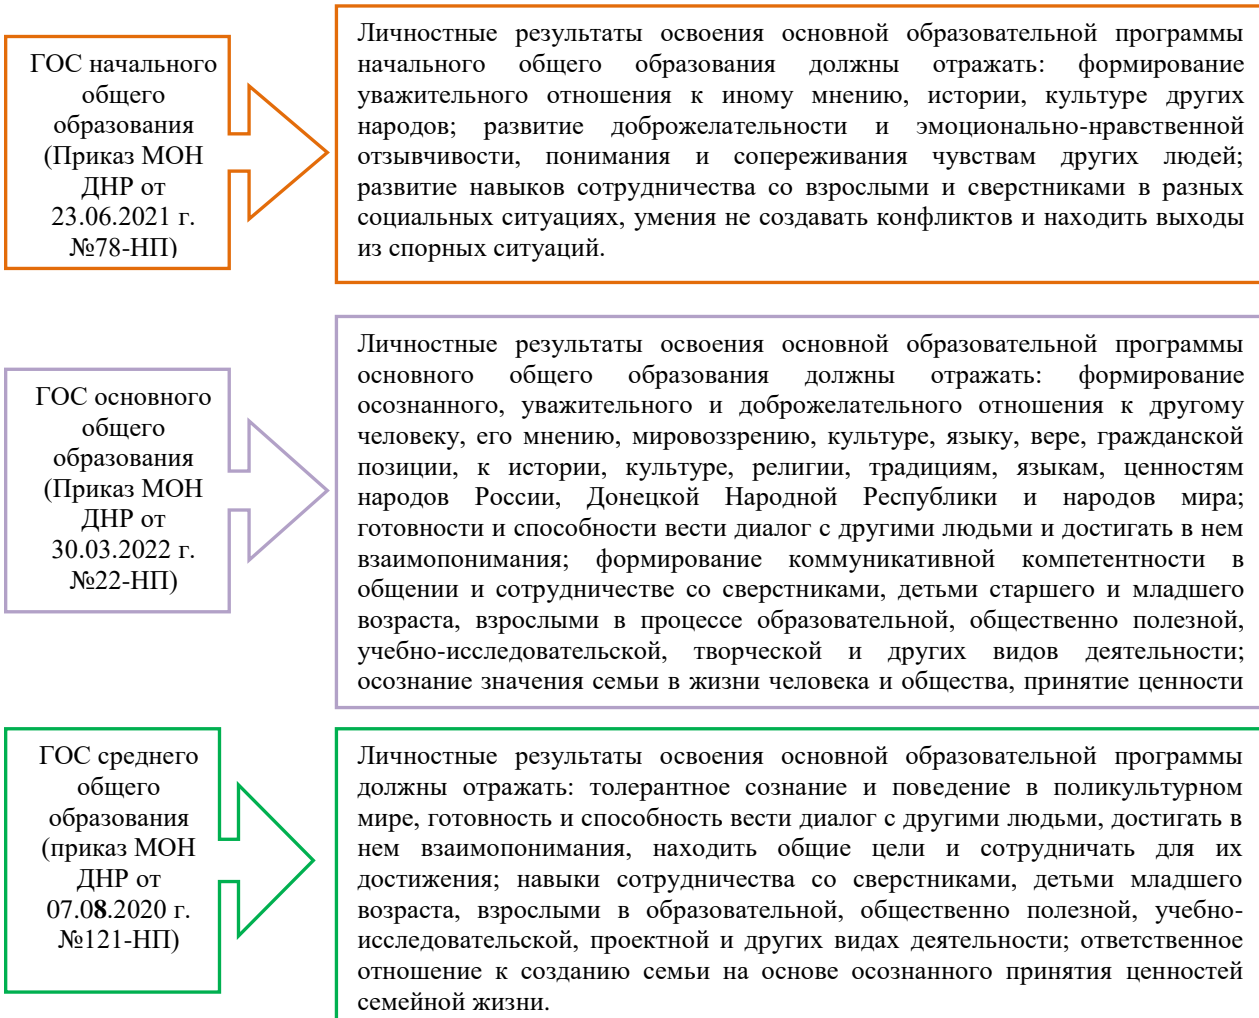 ГОС начального
общего
образования
(Приказ МОН
ДНР от
23.06.2021 г.
№78-НП)
Личностные результаты освоения основной образовательной программы
начального общего образования должны отражать: формирование
уважительного отношения к иному мнению, истории, культуре других
народов; развитие доброжелательности и эмоционально-нравственной
отзывчивости, понимания и сопереживания чувствам других людей;
развитие навыков сотрудничества со взрослыми и сверстниками в разных
социальных ситуациях, умения не создавать конфликтов и находить выходы
из спорных ситуаций.
ГОС основного
общего
образования
(Приказ МОН
ДНР от
30.03.2022 г.
№22-НП)
Личностные результаты освоения основной образовательной программы
основного общего образования должны отражать: формирование
осознанного, уважительного и доброжелательного отношения к другому
человеку, его мнению, мировоззрению, культуре, языку, вере, гражданской
позиции, к истории, культуре, религии, традициям, языкам, ценностям
народов России, Донецкой Народной Республики и народов мира;
готовности и способности вести диалог с другими людьми и достигать в нем
взаимопонимания; формирование коммуникативной компетентности в
общении и сотрудничестве со сверстниками, детьми старшего и младшего
возраста, взрослыми в процессе образовательной, общественно полезной,
учебно-исследовательской, творческой и других видов деятельности;
осознание значения семьи в жизни человека и общества, принятие ценности
ГОС среднего
общего
образования
(приказ МОН
ДНР от
07.08.2020 г.
№121-НП)
Личностные результаты освоения основной образовательной программы
должны отражать: толерантное сознание и поведение в поликультурном
мире, готовность и способность вести диалог с другими людьми, достигать в
нем взаимопонимания, находить общие цели и сотрудничать для их
достижения; навыки сотрудничества со сверстниками, детьми младшего
возраста, взрослыми в образовательной, общественно полезной, учебно-
исследовательской, проектной и других видах деятельности; ответственное
отношение к созданию семьи на основе осознанного принятия ценностей
семейной жизни.